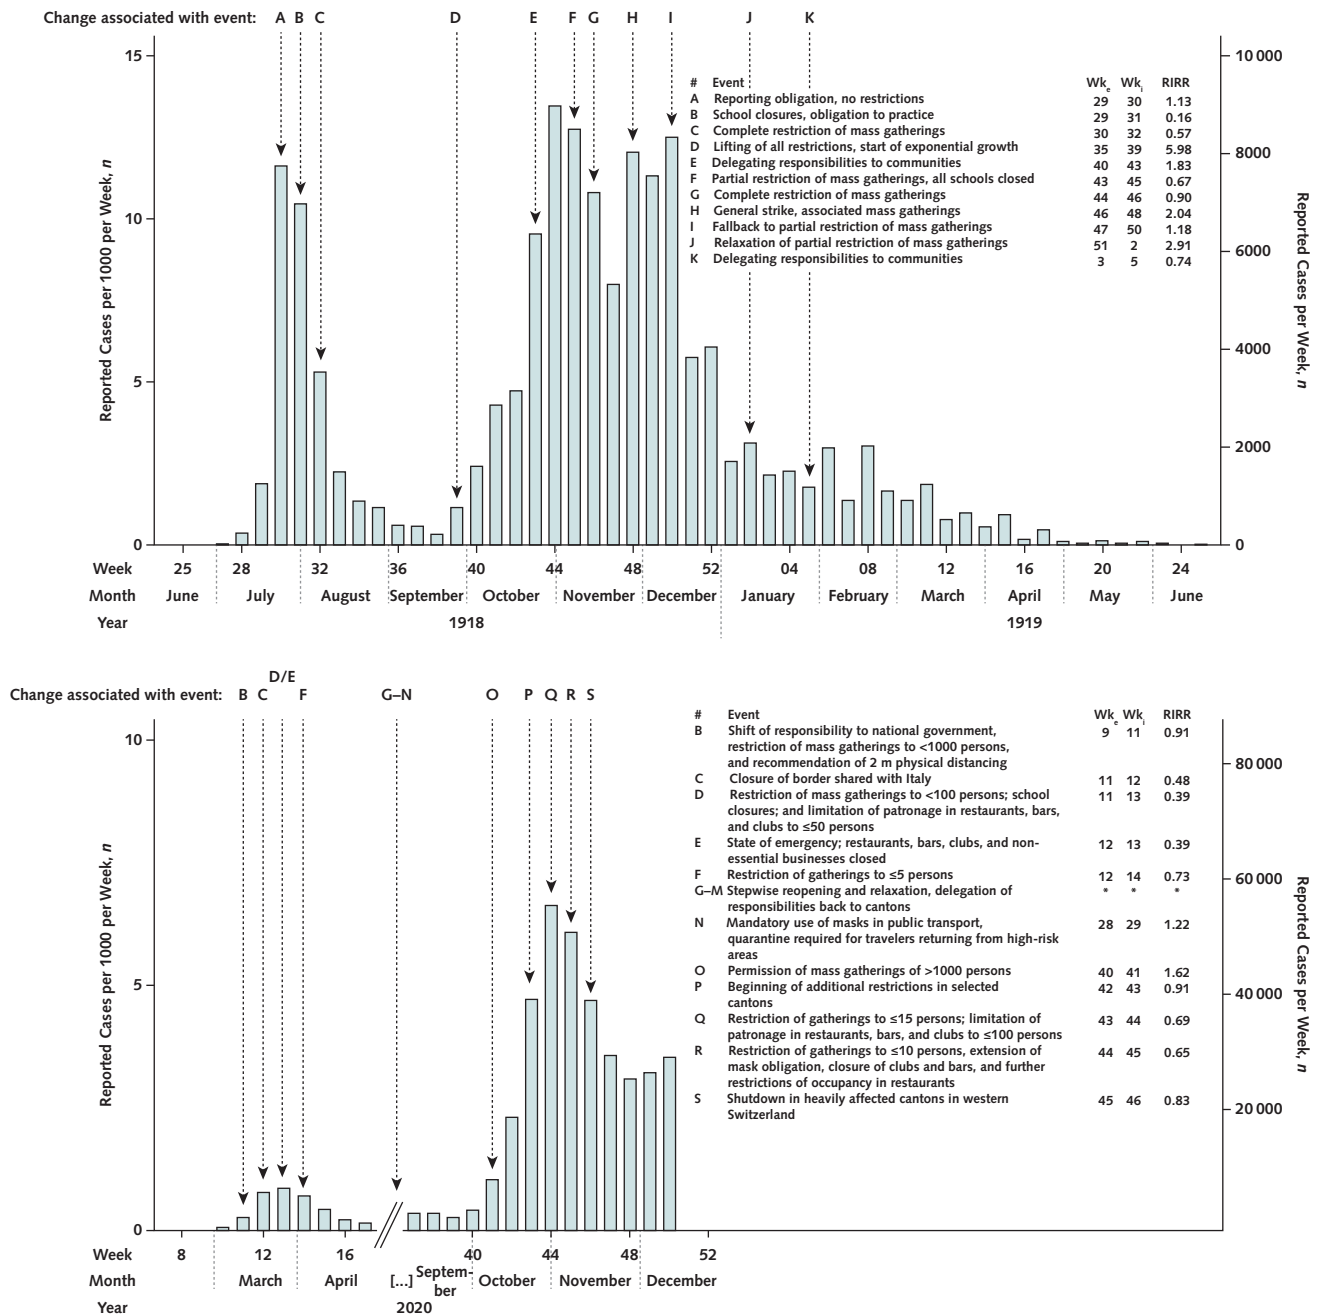 Change associated with event: A B C D E F G H I J K
15
10
5
0
Reported Cases per 1000 per Week, n
10 000
8000
6000
4000
2000
0
Reported Cases per Week, n
# Event Wke Wki RIRR
A Reporting obligation, no restrictions 29 30 1.13
B School closures, obligation to practice 29 31 0.16
C Complete restriction of mass gatherings 30 32 0.57
D Lifting of all restrictions, start of exponential growth 35 39 5.98
E Delegating responsibilities to communities 40 43 1.83
F Partial restriction of mass gatherings, all schools closed 43 45 0.67
G Complete restriction of mass gatherings 44 46 0.90
H General strike, associated mass gatherings 46 48 2.04
I Fallback to partial restriction of mass gatherings 47 50 1.18
J Relaxation of partial restriction of mass gatherings 51 2 2.91
K Delegating responsibilities to communities 3 5 0.74
Week 25 28 32 36 40 44 48 52 04 08 12 16 20 24
Month June July August September October November December January February March April May June
Year 1918 1919
D/E
Change associated with event: B C F G–N O P Q R S
10
5
0
Reported Cases per 1000 per Week, n
80 000
60 000
40 000
20 000
Reported Cases per Week, n
# Event Wke Wki RIRR
B Shift of responsibility to national government, 9 11 0.91
restriction of mass gatherings to <1000 persons,
and recommendation of 2 m physical distancing
C Closure of border shared with Italy 11 12 0.48
D Restriction of mass gatherings to <100 persons; school 11 13 0.39
closures; and limitation of patronage in restaurants, bars,
and clubs to ≤50 persons
E State of emergency; restaurants, bars, clubs, and non- 12 13 0.39
essential businesses closed
F Restriction of gatherings to ≤5 persons 12 14 0.73
G–M Stepwise reopening and relaxation, delegation of * * *
responsibilities back to cantons
N Mandatory use of masks in public transport, 28 29 1.22
quarantine required for travelers returning from high-risk
areas
O Permission of mass gatherings of >1000 persons 40 41 1.62
P Beginning of additional restrictions in selected 42 43 0.91
cantons
Q Restriction of gatherings to ≤15 persons; limitation of 43 44 0.69
patronage in restaurants, bars, and clubs to ≤100 persons
R Restriction of gatherings to ≤10 persons, extension of 44 45 0.65
mask obligation, closure of clubs and bars, and further
restrictions of occupancy in restaurants
S Shutdown in heavily affected cantons in western 45 46 0.83
Switzerland
Week 8 12 16 40 44 48 52
Month March April [...] Septem- October November December
ber
Year 2020